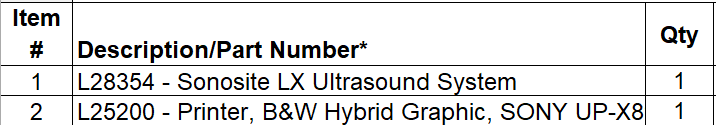 Item # Description/Part Number* Qty
1 L28354 - Sonosite LX Ultrasound System 1
2 L25200 - Printer, B&W Hybrid Graphic, SONY UP-X8 1